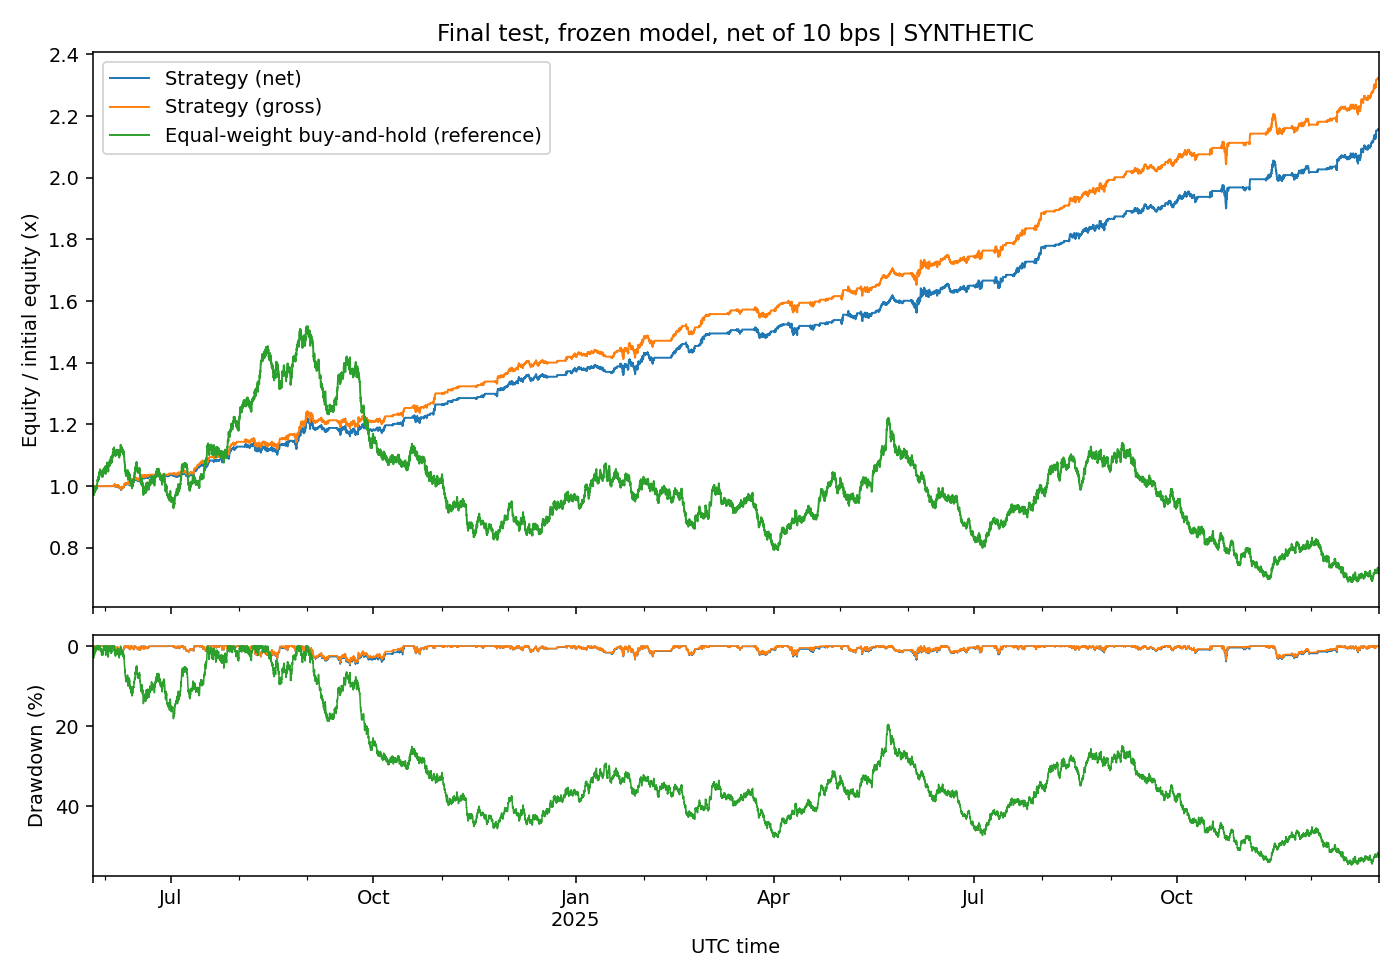 Final test, frozen model, net of 10 bps | SYNTHETIC
Strategy (net)
Strategy (gross)
Equal-weight buy-and-hold (reference)
Equity / initial equity (x)
2.4
2.2
2.0
1.8
1.6
1.4
1.2
1.0
0.8
Drawdown (%)
0
20
40
Jul
Oct
Jan
2025
Apr
Jul
Oct
UTC time